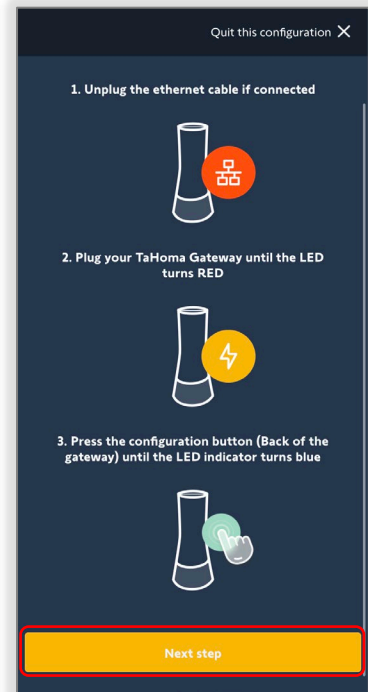 Quit this configuration
1. Unplug the ethernet cable if connected
2. Plug your TaHoma Gateway until the LED
turns RED
3. Press the configuration button (Back of the
gateway) until the LED indicator turns blue
Next step